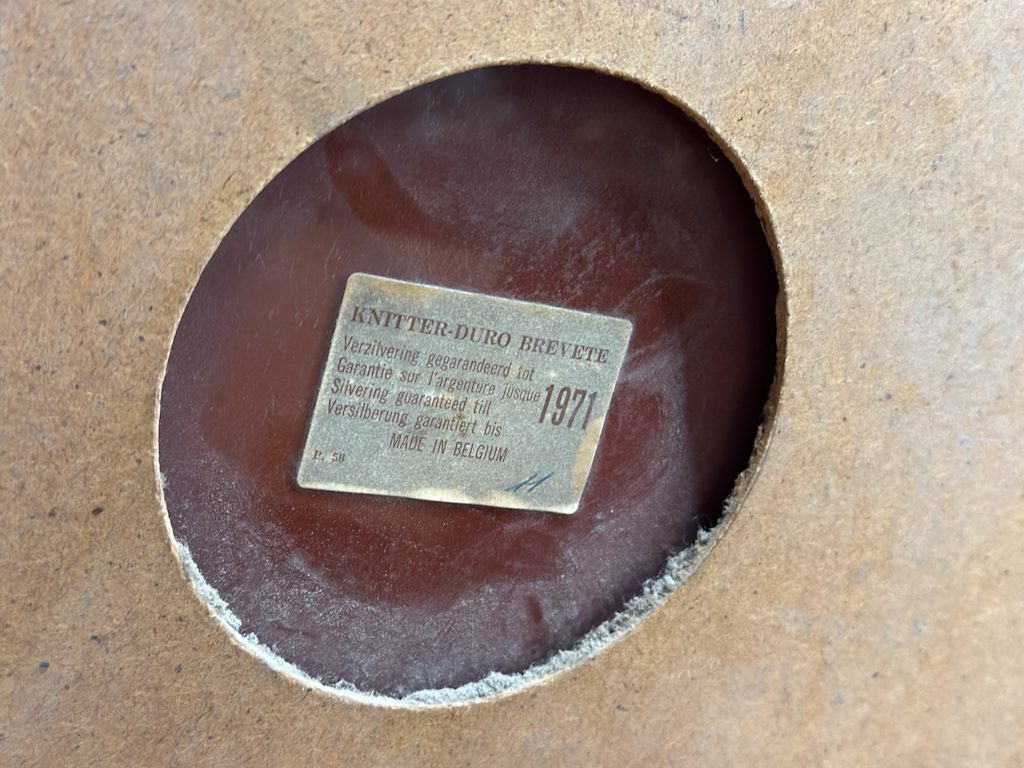 KNITTER-DURO BREVETE
Verzilvering gegarandeerd tot
Garantie sur l'argenture jusque
Silvering guaranteed till
Versilberung garantiert bis
1971
MADE IN BELGIUM
P. 58